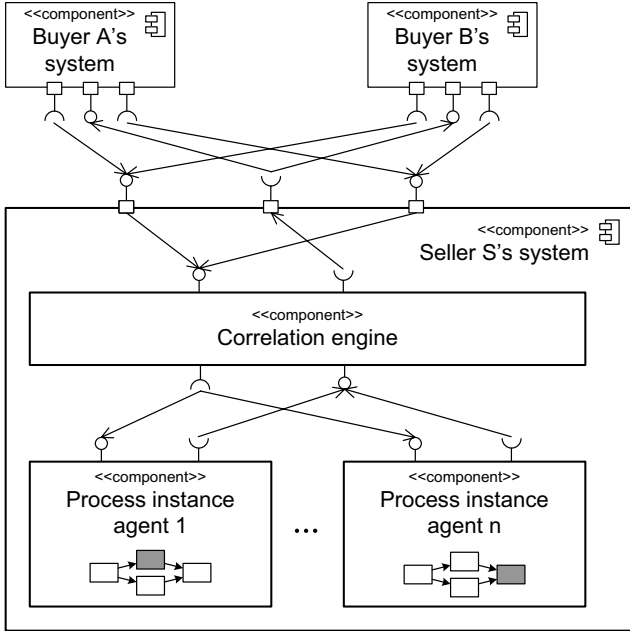 <<component>>
Buyer A’s
system
<<component>>
Buyer B’s
system
<<component>>
Seller S’s system
<<component>>
Correlation engine
<<component>>
Process instance
agent 1
...
<<component>>
Process instance
agent n